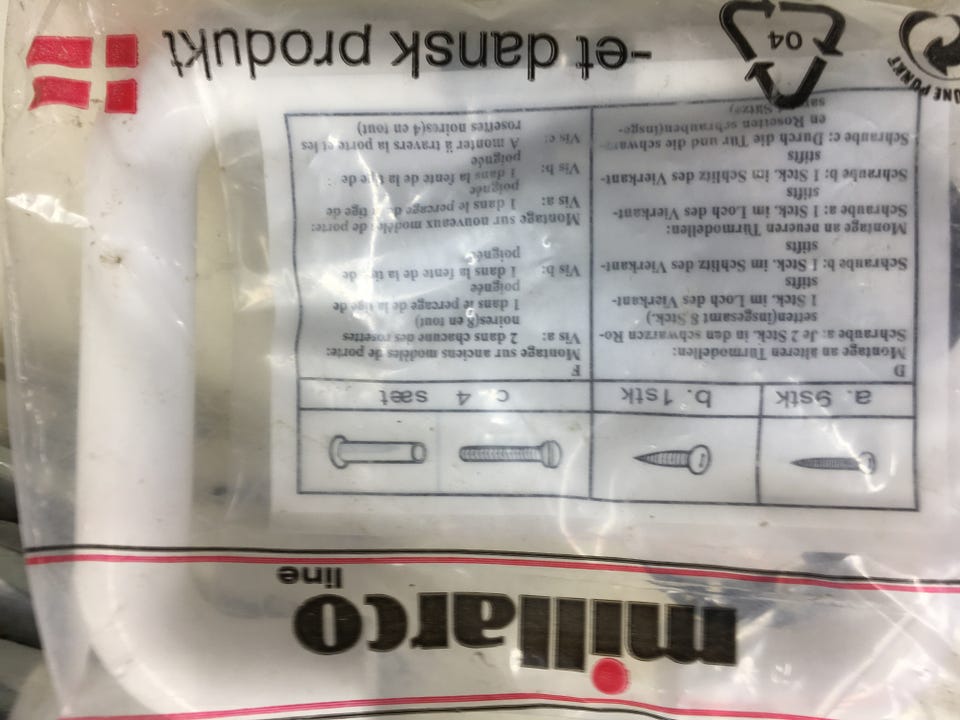 millarco
line
a. 9stk
b. 1stk
c. 4 sæt
D
Montage an älteren Türmodellen:
Schraube a: Je 2 Stck. in den schwarzen Ro-
setten(insgesamt 8 Stck.)
1 Stck. im Loch des Vierkant-
stifts
Schraube b: 1 Stck. im Schlitz des Vierkant-
stifts
Montage an neueren Türmodellen:
Schraube a: 1 Stck. im Loch des Vierkant-
stifts
Schraube b: 1 Stck. im Schlitz des Vierkant-
stifts
Schraube c: Durch die Tür und die schwar-
en Rosetten schrauben(insge-
F
Montage sur anciens modèles de porte:
Vis a: 2 dans chacune des rosettes
noires(8 en tout)
1 dans le percage de la tige de
poignée
Vis b: 1 dans la fente de la tige de
poignée
Montage sur nouveaux modèles de porte:
Vis a: 1 dans le percage de la tige de
poignée
Vis b: 1 dans la fente de la tige de
poignée
Vis c: A monter à travers la porte et les
rosettes noires(4 en tout)
PUNKT
04
-et dansk produkt